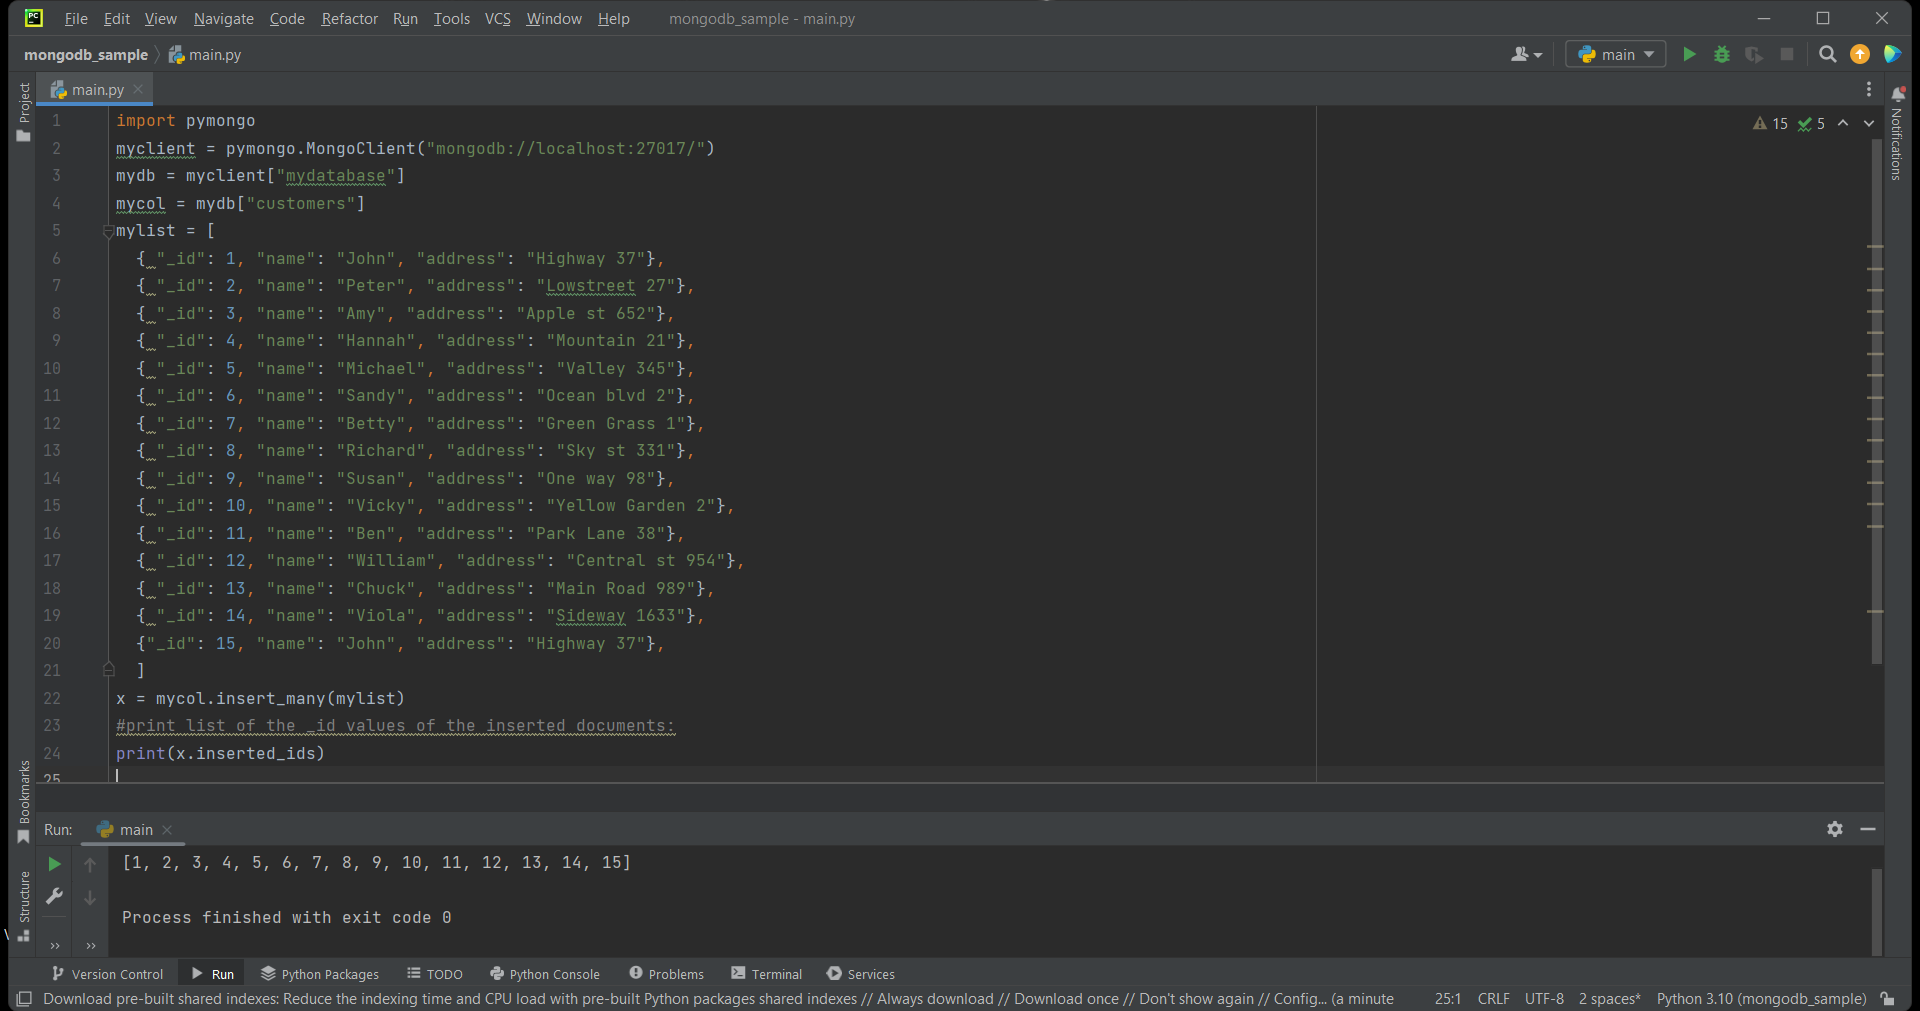 PC File Edit View Navigate Code Refactor Run Tools VCS Window Help mongodb_sample - main.py
mongodb_sample main.py main
Project main.py
15 5
Notifications
1 import pymongo
2 myclient = pymongo.MongoClient("mongodb://localhost:27017/")
3 mydb = myclient["mydatabase"]
4 mycol = mydb["customers"]
5 mylist = [
6 { "_id": 1, "name": "John", "address": "Highway 37"},
7 { "_id": 2, "name": "Peter", "address": "Lowstreet 27"},
8 { "_id": 3, "name": "Amy", "address": "Apple st 652"},
9 { "_id": 4, "name": "Hannah", "address": "Mountain 21"},
10 { "_id": 5, "name": "Michael", "address": "Valley 345"},
11 { "_id": 6, "name": "Sandy", "address": "Ocean blvd 2"},
12 { "_id": 7, "name": "Betty", "address": "Green Grass 1"},
13 { "_id": 8, "name": "Richard", "address": "Sky st 331"},
14 { "_id": 9, "name": "Susan", "address": "One way 98"},
15 { "_id": 10, "name": "Vicky", "address": "Yellow Garden 2"},
16 { "_id": 11, "name": "Ben", "address": "Park Lane 38"},
17 { "_id": 12, "name": "William", "address": "Central st 954"},
18 { "_id": 13, "name": "Chuck", "address": "Main Road 989"},
19 { "_id": 14, "name": "Viola", "address": "Sideway 1633"},
20 {"_id": 15, "name": "John", "address": "Highway 37"},
21 ]
22 x = mycol.insert_many(mylist)
23 #print list of the _id values of the inserted documents:
24 print(x.inserted_ids)
25
Bookmarks
Structure
Run: main
[1, 2, 3, 4, 5, 6, 7, 8, 9, 10, 11, 12, 13, 14, 15]
Process finished with exit code 0
Version Control Run Python Packages TODO Python Console Problems Terminal Services
Download pre-built shared indexes: Reduce the indexing time and CPU load with pre-built Python packages shared indexes // Always download // Download once // Don't show again // Config... (a minute 25:1 CRLF UTF-8 2 spaces* Python 3.10 (mongodb_sample)